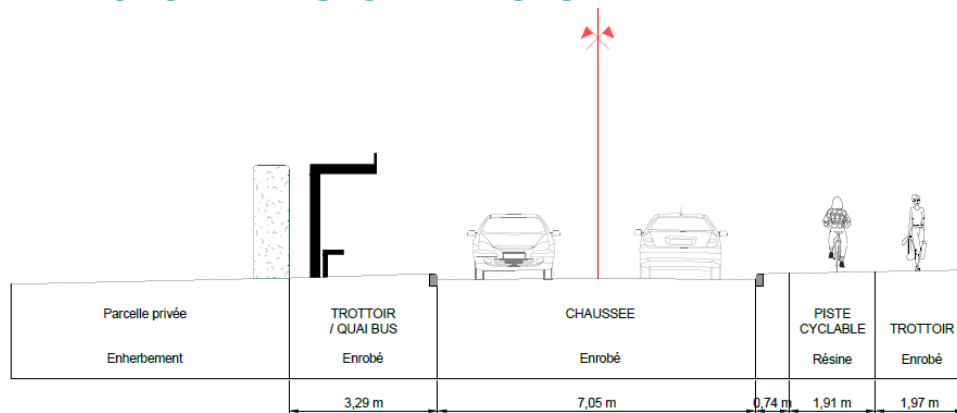 Parcelle privée
Enherbement
TROTTOIR
/ QUAI BUS
Enrobé
CHAUSSEE
Enrobé
PISTE
CYCLABLE
Résine
TROTTOIR
Enrobé
3,29 m
7,05 m
0,74 m
1,91 m
1,97 m